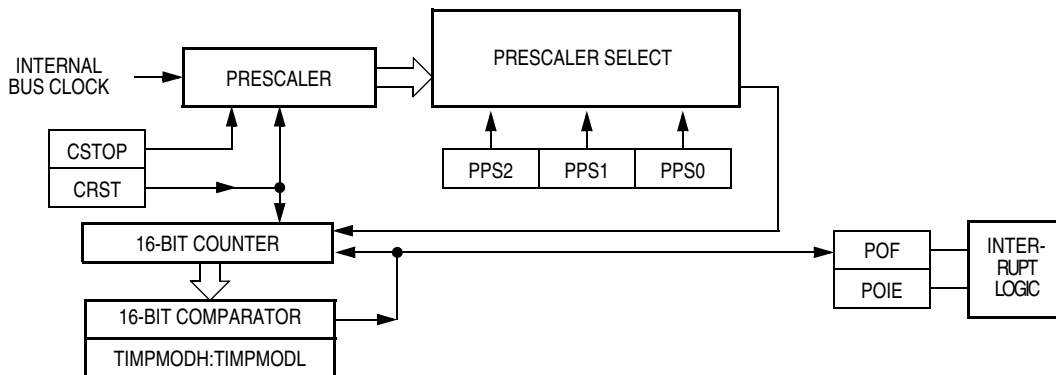 PRESCALER SELECT
INTERNAL
BUS CLOCK
PRESCALER
CSTOP
CRST
PPS2
PPS1
PPS0
16-BIT COUNTER
POF
POIE
INTER-
RUPT
LOGIC
16-BIT COMPARATOR
TIMPMODH:TIMPMODL